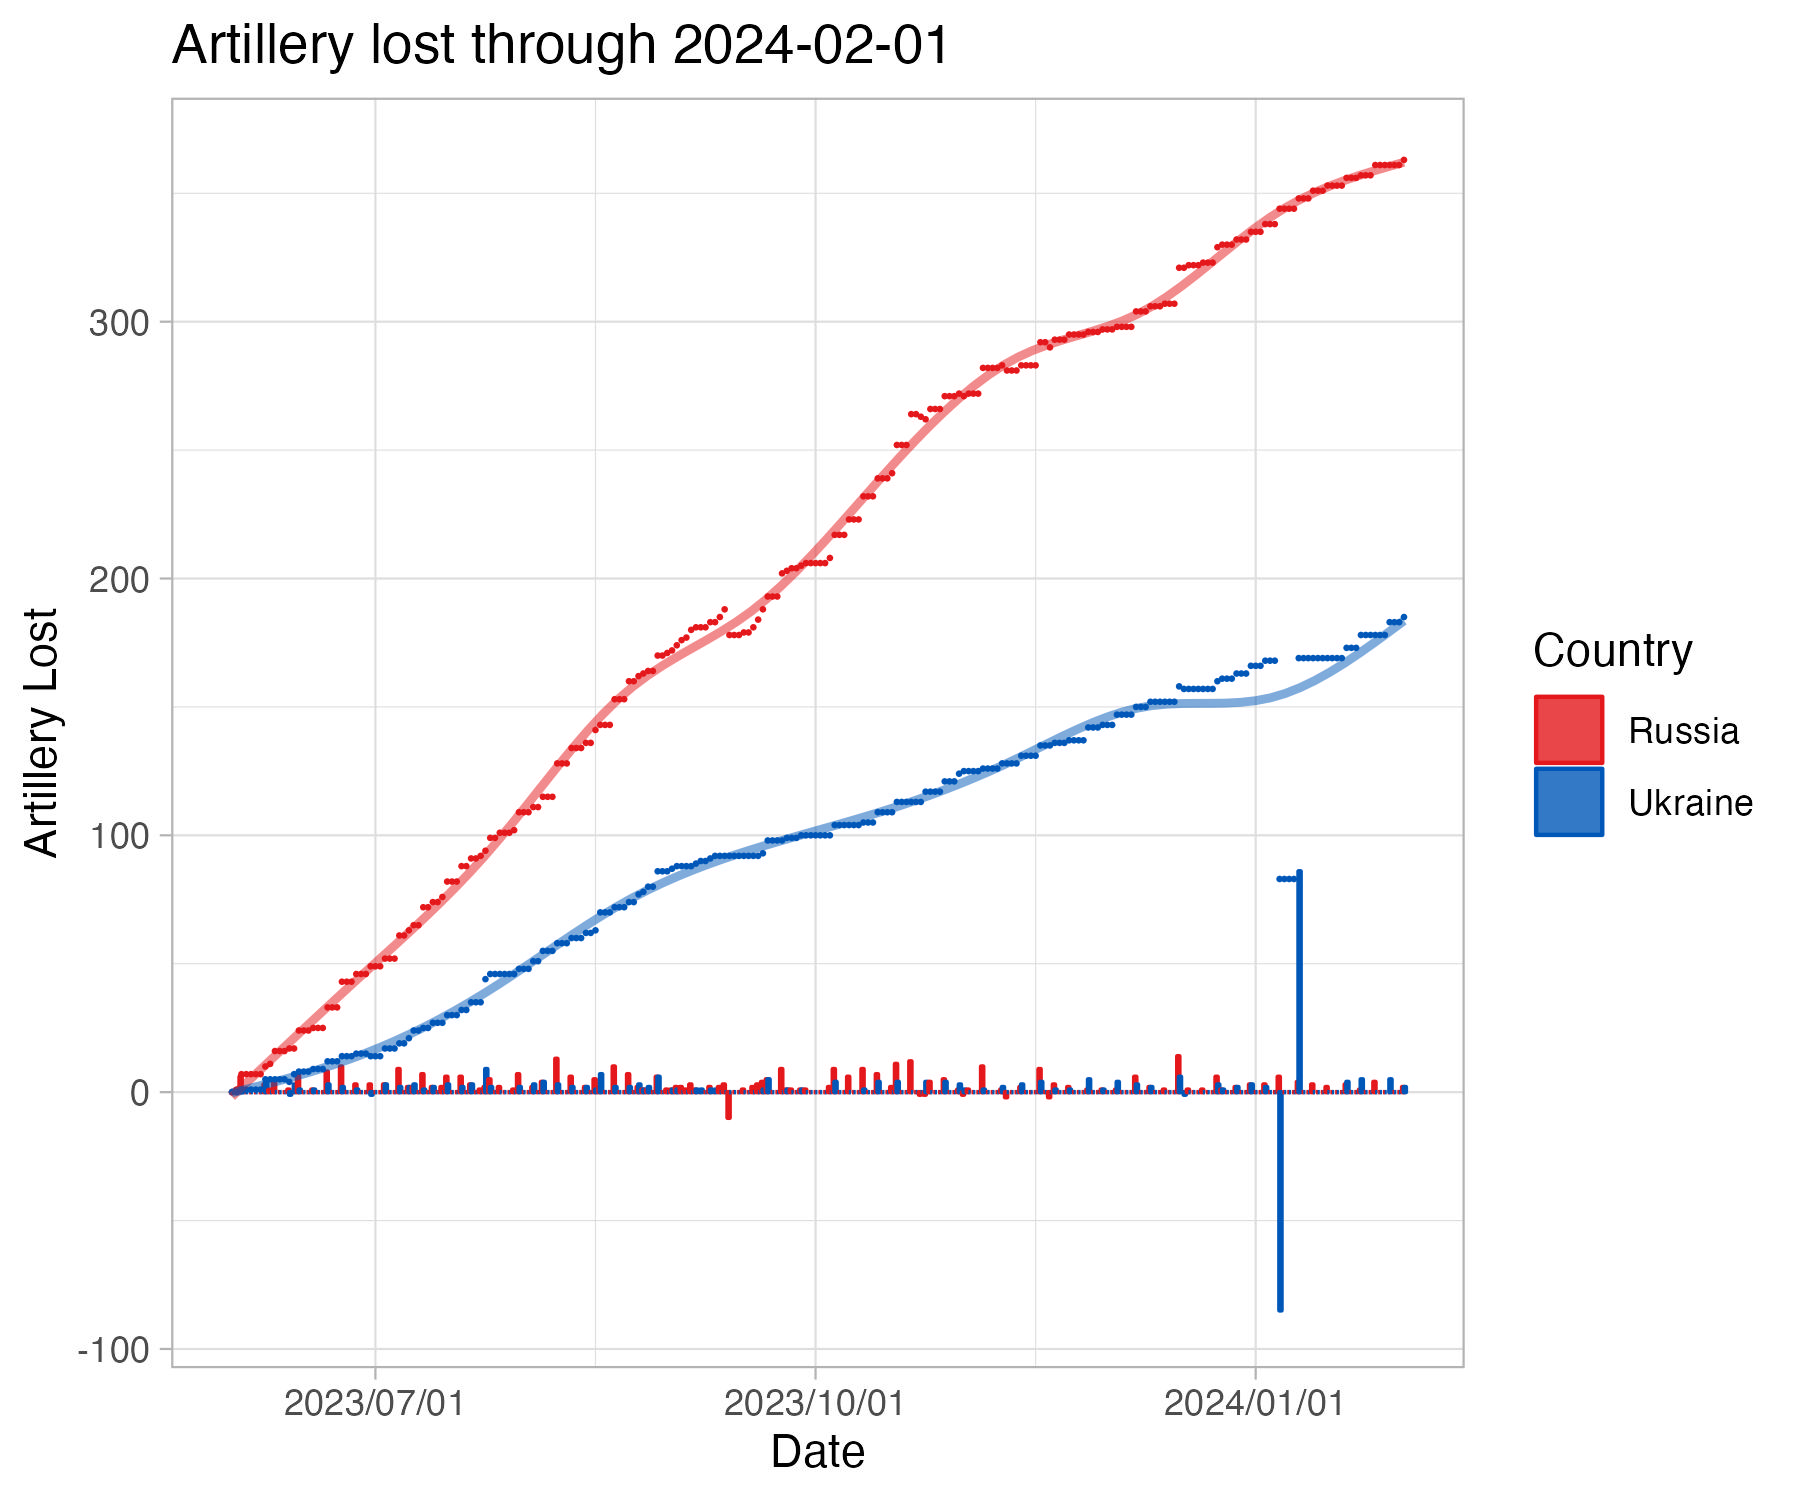 Artillery lost through 2024-02-01
Artillery Lost
300
200
100
0
-100
2023/07/01
2023/10/01
2024/01/01
Date
Country
Russia
Ukraine